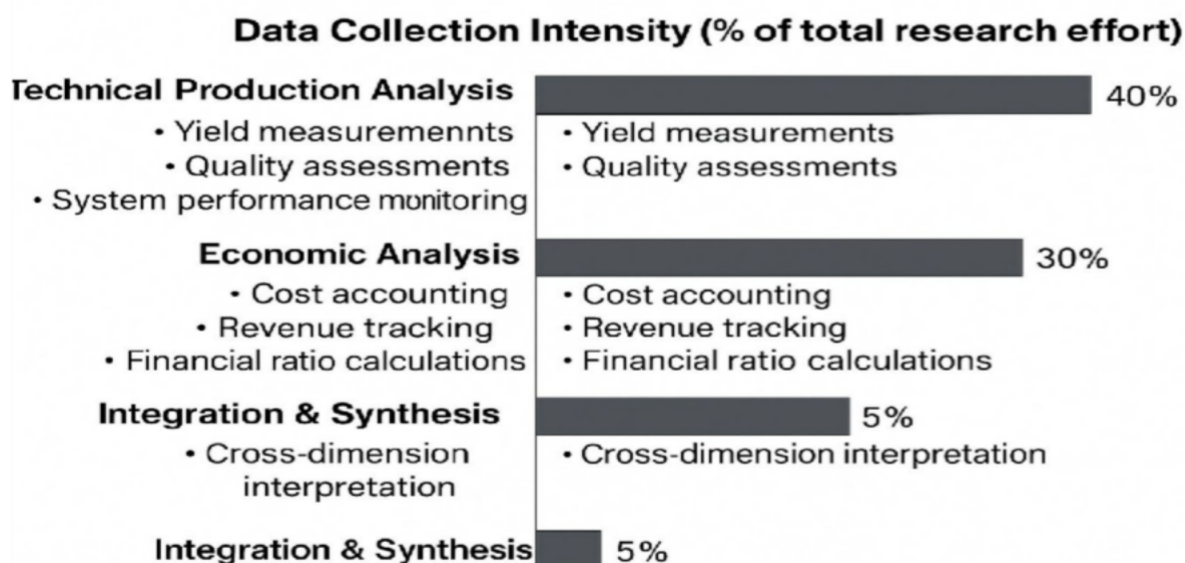 Data Collection Intensity (% of total research effort)
Technical Production Analysis 40%
• Yield measuremennts • Yield measurements
• Quality assessments • Quality assessments
• System performance munitoring
Economic Analysis 30%
• Cost accounting • Cost accounting
• Revenue tracking • Revenue tracking
• Financial ratio calculations • Financial ratio calculations
Integration & Synthesis 5%
• Cross-dimension • Cross-dimension interpretation
interpretation
Integration & Synthesis 5%